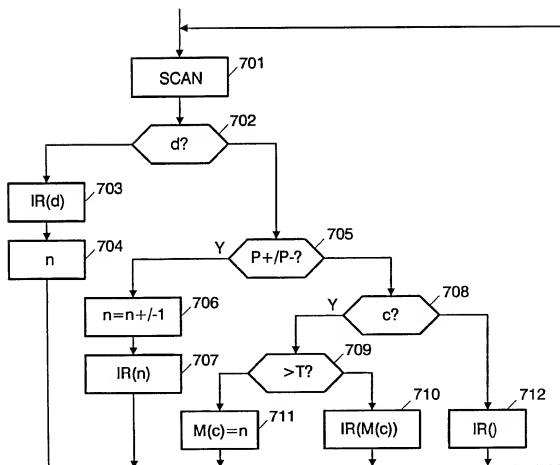 701
SCAN
702
d?
703
IR(d)
704
n
705
Y P+/P-?
706
n=n+/-1
707
IR(n)
708
Y c?
709
>T?
710
711
712
M(c)=n
IR(M(c))
IR()